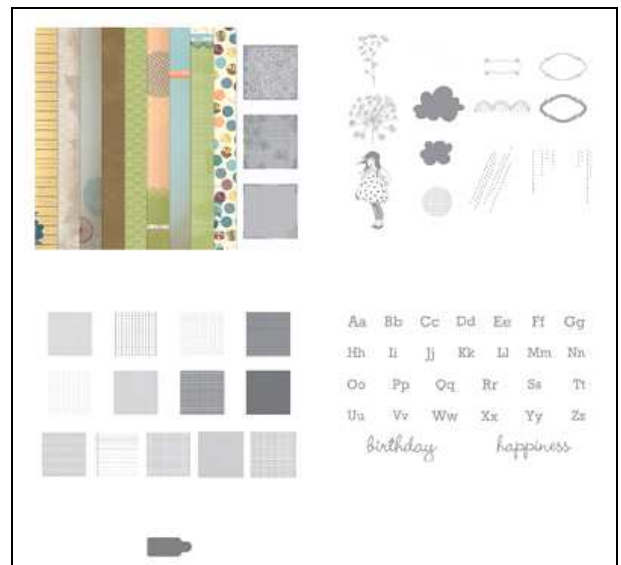 Aa Bb Cc Dd Ee Ff Gg
Hh Ii Jj Kk Ll Mm Nn
Oo Pp Qq Rr Ss Tt
Uu Vv Ww Xx Yy Zz
birthday happiness